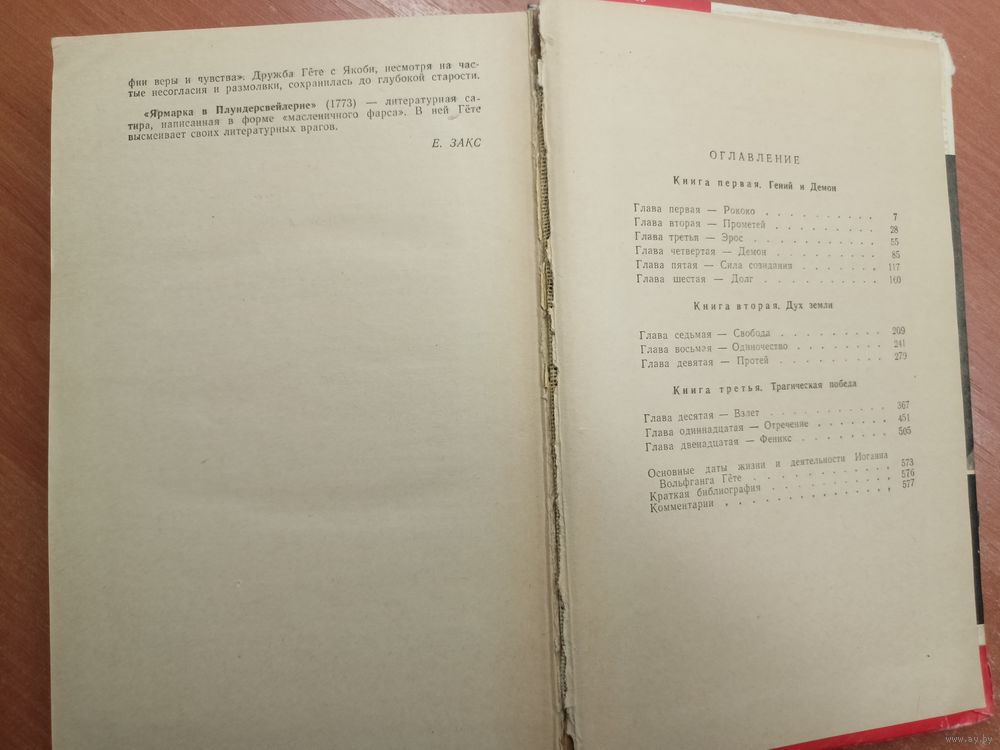 фии веры и чувства». Дружба Гёте с Якоби, несмотря на час-
тые несогласия и размолвки, сохранилась до глубокой старости.
«Ярмарка в Плундерсвейлерне» (1773) — литературная са-
тира, написанная в форме «масленичного фарса». В ней Гёте
высмеивает своих литературных врагов.
Е. ЗАКС
ОГЛАВЛЕНИЕ
Книга первая. Гений и Демон
Глава первая — Рококо . . . . . . . . . . 7
Глава вторая — Прометей . . . . . . . . . 28
Глава третья — Эрос . . . . . . . . . . . 55
Глава четвертая — Демон . . . . . . . . . 85
Глава пятая — Сила созидания . . . . . . . 117
Глава шестая — Долг . . . . . . . . . . 160
Книга вторая. Дух земли
Глава седьмая — Свобода . . . . . . . . . 209
Глава восьмая — Одиночество . . . . . . . . 241
Глава девятая — Протей . . . . . . . . . 279
Книга третья. Трагическая победа
Глава десятая — Взлет . . . . . . . . . . 367
Глава одиннадцатая — Отречение . . . . . . 451
Глава двенадцатая — Феникс . . . . . . . . 505
Основные даты жизни и деятельности Иоганна
Вольфганга Гёте . . . . . . . . . . . 573
Краткая библиография . . . . . . . . . . 576
Комментарии . . . . . . . . . . . . . 577
www.ay.by